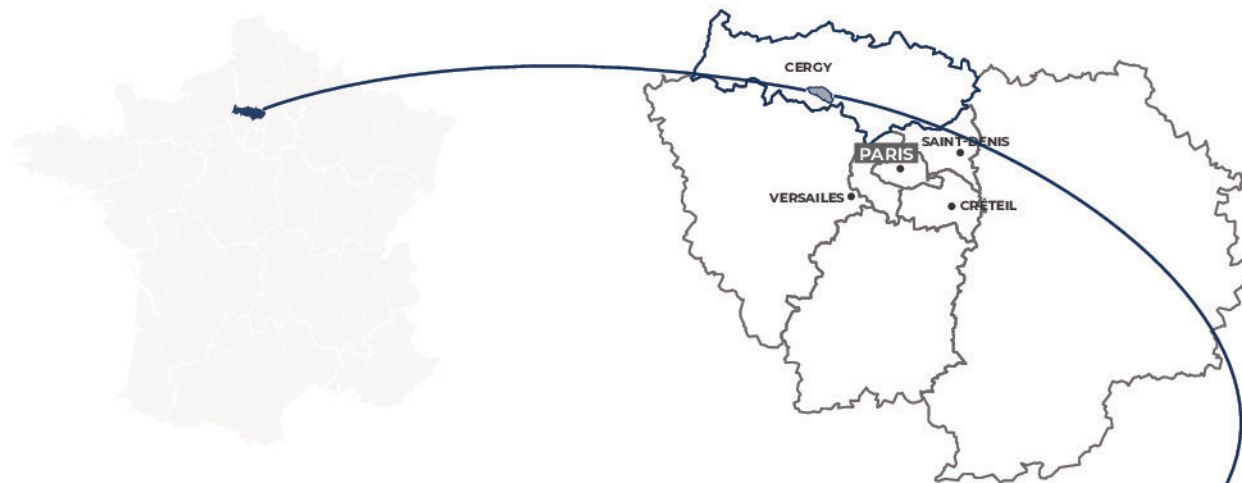 CERGY
SAINT-DENIS
PARIS
VERSAILES
CRÉTEIL